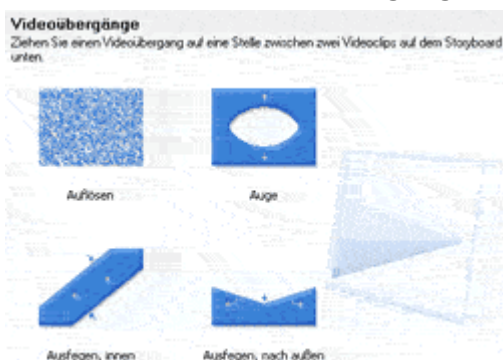 Videoübergänge
Ziehen Sie einen Videoübergang auf eine Stelle zwischen zwei Videoclips auf dem Storyboard
unten.
Auflösen
Auge
Ausfegen, innen
Ausfegen, nach außen